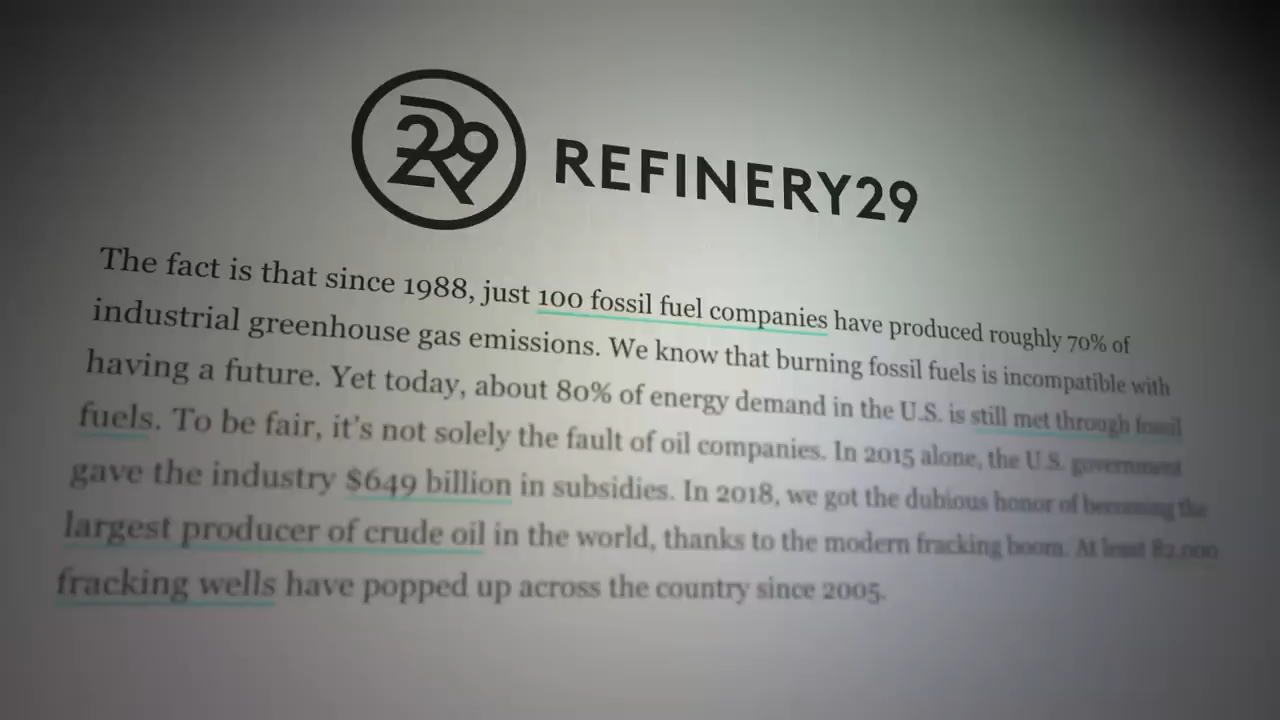 R29
REFINERY29
The fact is that since 1988, just 100 fossil fuel companies have produced roughly 70% of
industrial greenhouse gas emissions. We know that burning fossil fuels is incompatible with
having a future. Yet today, about 80% of energy demand in the U.S. is still met through fossil
fuels. To be fair, it's not solely the fault of oil companies. In 2015 alone, the U.S. government
gave the industry $649 billion in subsidies. In 2018, we got the dubious honor of becoming the
largest producer of crude oil in the world, thanks to the modern fracking boom. At least 82,000
fracking wells have popped up across the country since 2005.